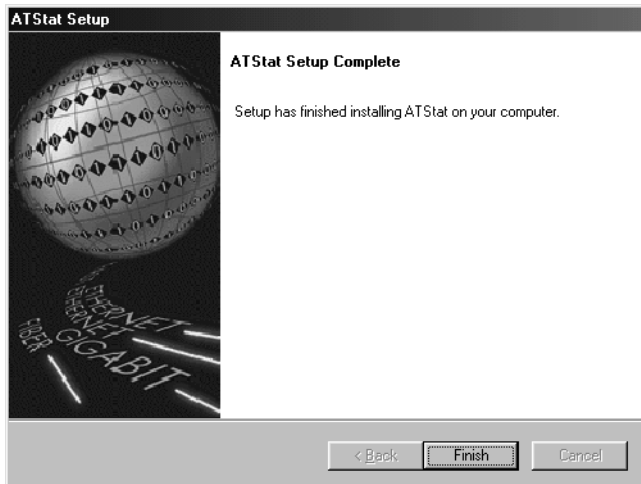 ATStat Setup
ATStat Setup Complete
Setup has finished installing ATStat on your computer.
ETHERNET
ETHERNET
FIBER
GIGABIT
< Back
Finish
Cancel